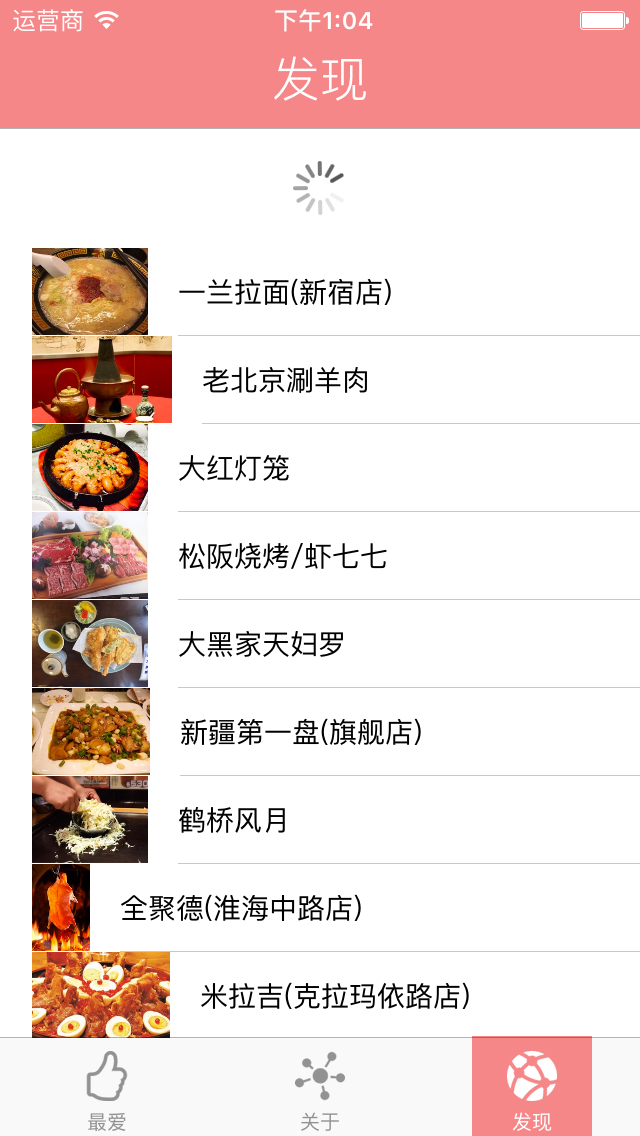 运营商 下午1:04
发现
一兰拉面(新宿店)
老北京涮羊肉
大红灯笼
松阪烧烤/虾七七
大黑家天妇罗
新疆第一盘(旗舰店)
鹤桥风月
全聚德(淮海中路店)
米拉吉(克拉玛依路店)
最爱 关于 发现